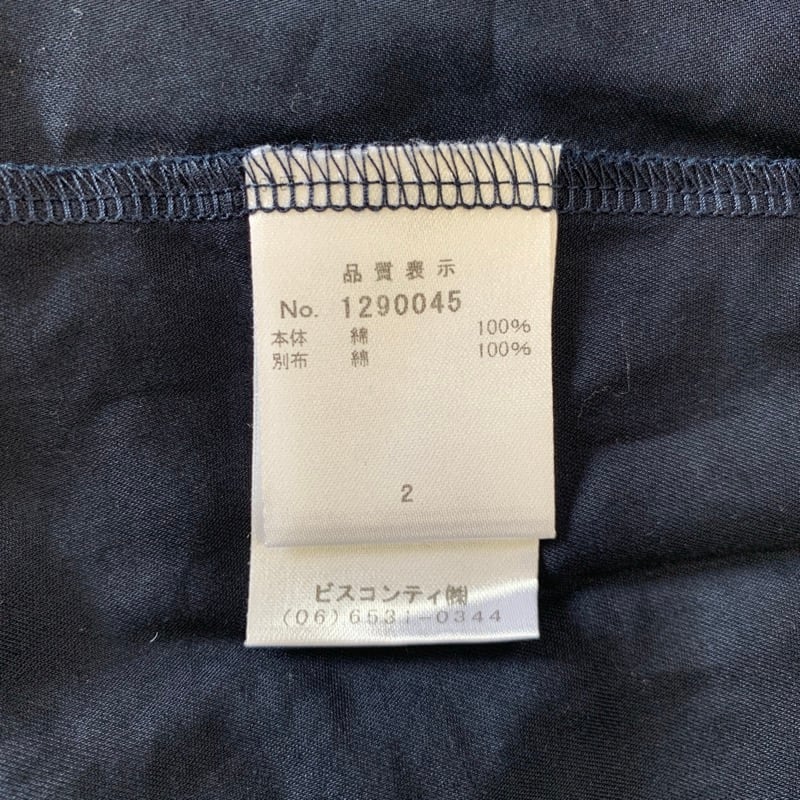 品質表示
No. 1290045
本体 綿 100%
別布 綿 100%
2
ビスコンティ㈱
(06) 6531-0344